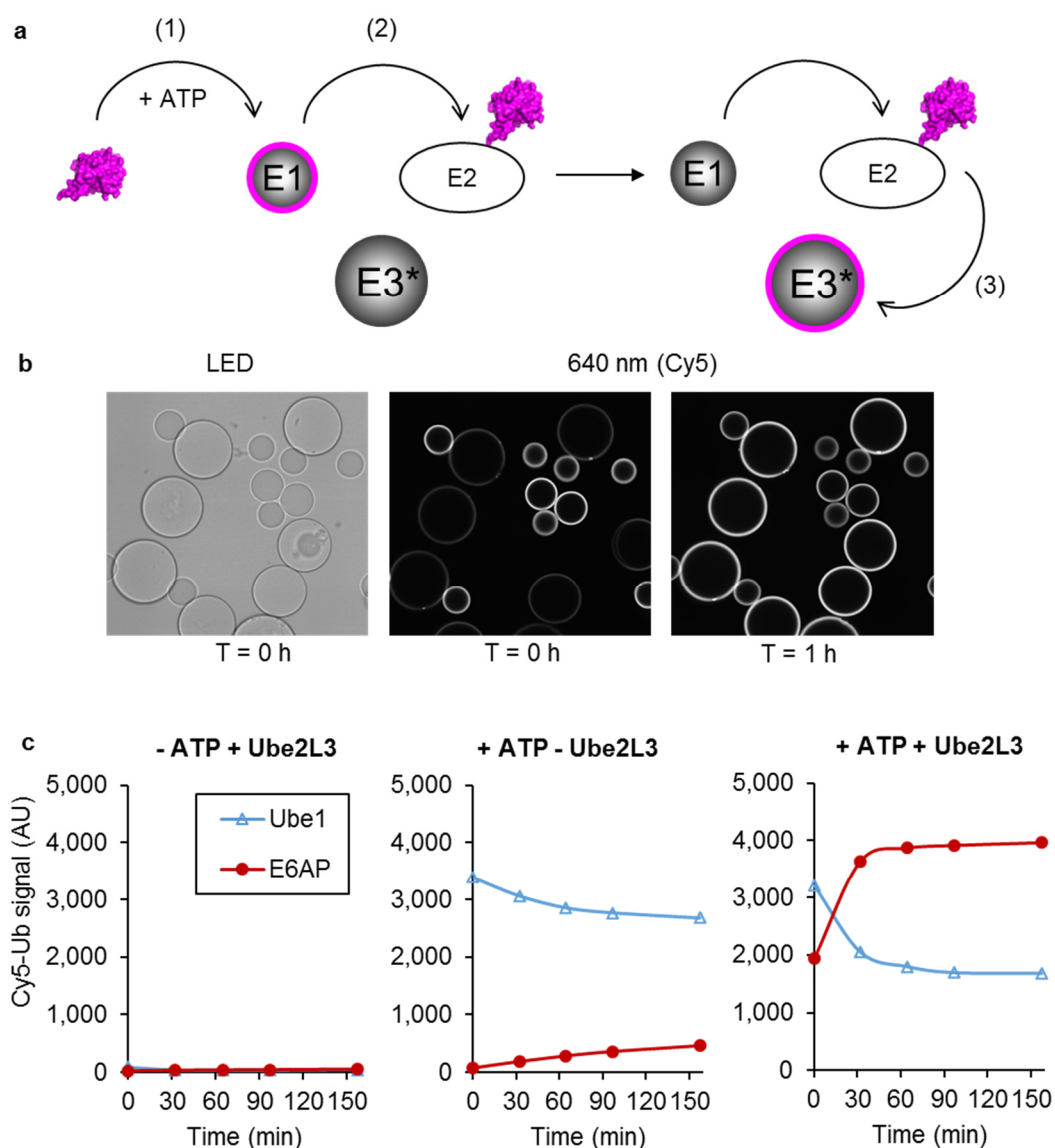 a
(1)
(2)
+ ATP
E1
E2
E3*
E1
E2
E3*
(3)
b
LED
640 nm (Cy5)
T = 0 h
T = 0 h
T = 1 h
c
- ATP + Ube2L3
+ ATP - Ube2L3
+ ATP + Ube2L3
Cy5-Ub signal (AU)
5,000
4,000
3,000
2,000
1,000
0
Ube1
E6AP
0 30 60 90 120 150
Time (min)
5,000
4,000
3,000
2,000
1,000
0
0 30 60 90 120 150
Time (min)
5,000
4,000
3,000
2,000
1,000
0
0 30 60 90 120 150
Time (min)